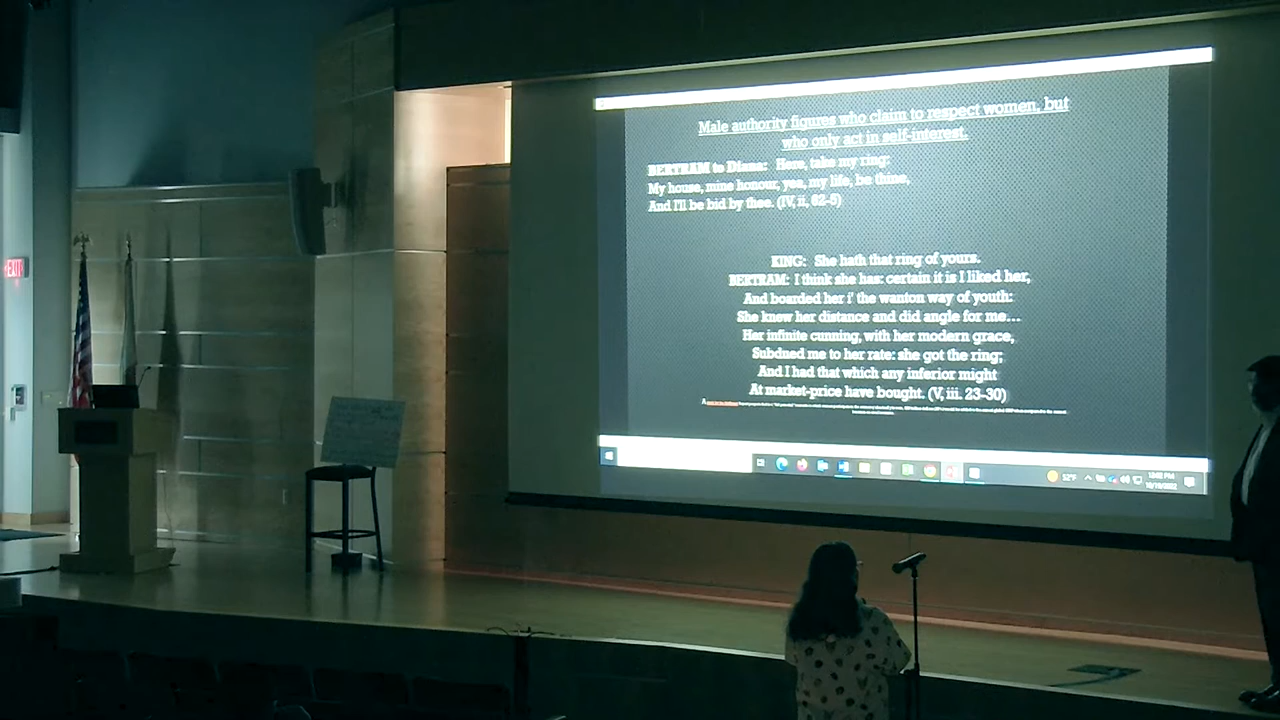 Male authority figures who claim to respect women, but
who only act in self-interest.
BERTRAM to Diana: Here, take my ring:
My house, mine honour, yea, my life, be thine,
And I'll be bid by thee. (IV, ii, 62-5)
KING: She hath that ring of yours.
BERTRAM: I think she has: certain it is I liked her,
And boarded her i' the wanton way of youth:
She knew her distance and did angle for me...
Her infinite cunning, with her modern grace,
Subdned me to her rate: she got the ring;
And I had that which any inferior might
At market-price have bought. (V, iii. 23-30)
EXIT
52°F